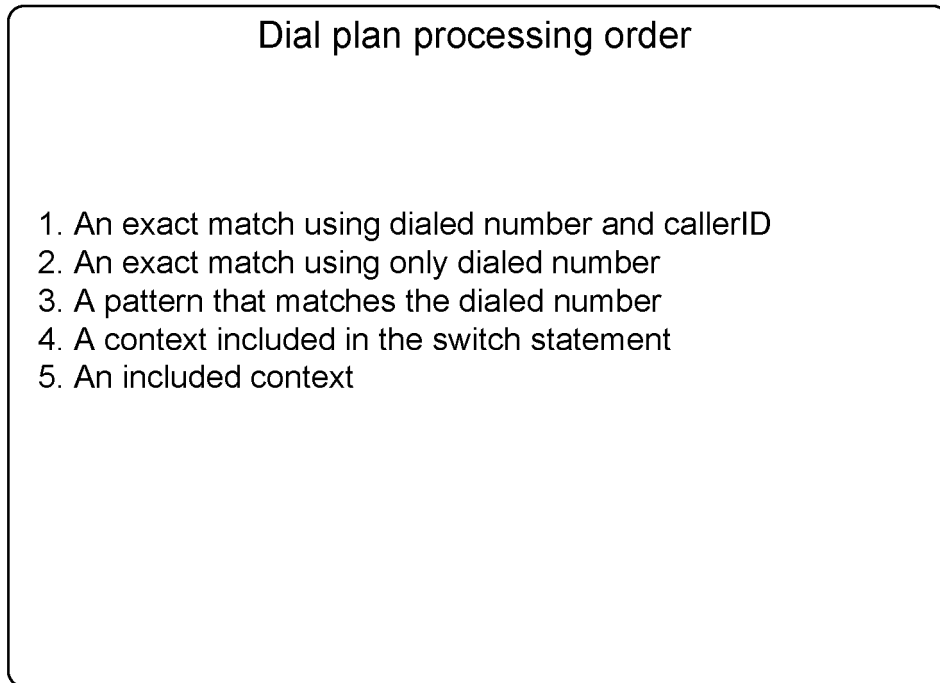 Dial plan processing order
1. An exact match using dialed number and callerID
2. An exact match using only dialed number
3. A pattern that matches the dialed number
4. A context included in the switch statement
5. An included context